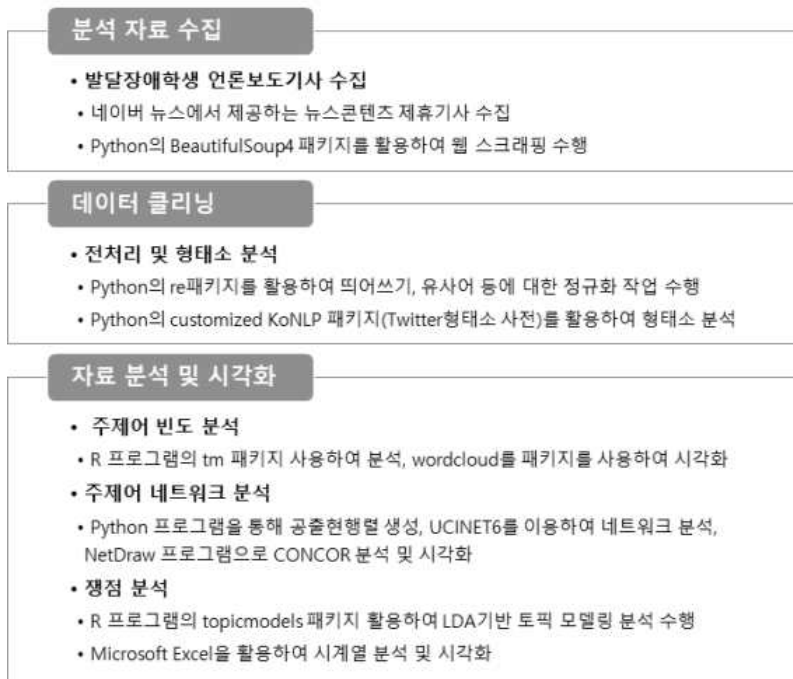 분석 자료 수집
• 발달장애학생 언론보도기사 수집
• 네이버 뉴스에서 제공하는 뉴스콘텐츠 제휴기사 수집
• Python의 BeautifulSoup4 패키지를 활용하여 웹 스크래핑 수행
데이터 클리닝
• 전처리 및 형태소 분석
• Python의 re패키지를 활용하여 띄어쓰기, 유사어 등에 대한 정규화 작업 수행
• Python의 customized KoNLP 패키지(Twitter형태소 사전)를 활용하여 형태소 분석
자료 분석 및 시각화
• 주제어 빈도 분석
• R 프로그램의 tm 패키지 사용하여 분석, wordcloud를 패키지를 사용하여 시각화
• 주제어 네트워크 분석
• Python 프로그램을 통해 공출현행렬 생성, UCINET6를 이용하여 네트워크 분석,
NetDraw 프로그램으로 CONCOR 분석 및 시각화
• 쟁점 분석
• R 프로그램의 topicmodels 패키지 활용하여 LDA기반 토픽 모델링 분석 수행
• Microsoft Excel을 활용하여 시계열 분석 및 시각화